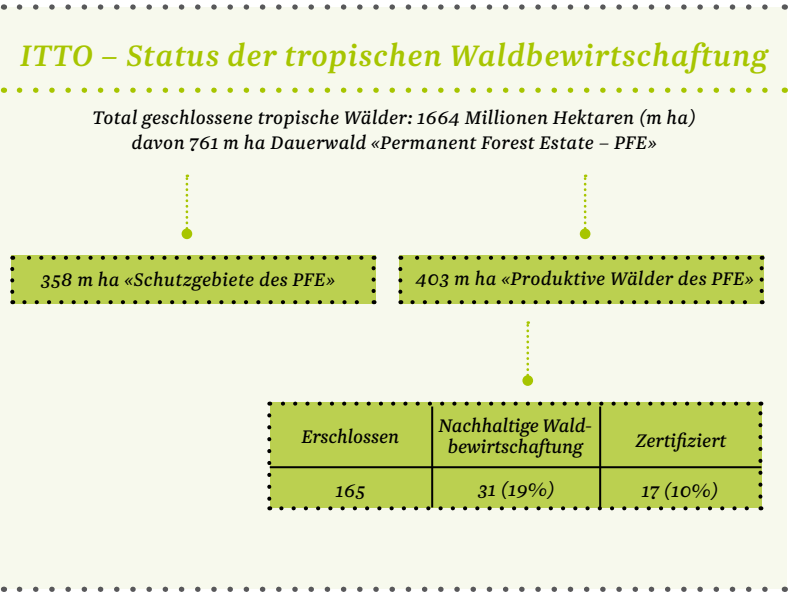 ITTO – Status der tropischen Waldbewirtschaftung
Total geschlossene tropische Wälder: 1664 Millionen Hektaren (m ha)
davon 761 m ha Dauerwald «Permanent Forest Estate – PFE»
358 m ha «Schutzgebiete des PFE»
403 m ha «Produktive Wälder des PFE»
Erschlossen
Nachhaltige Wald-
bewirtschaftung
Zertifiziert
165
31 (19%)
17 (10%)